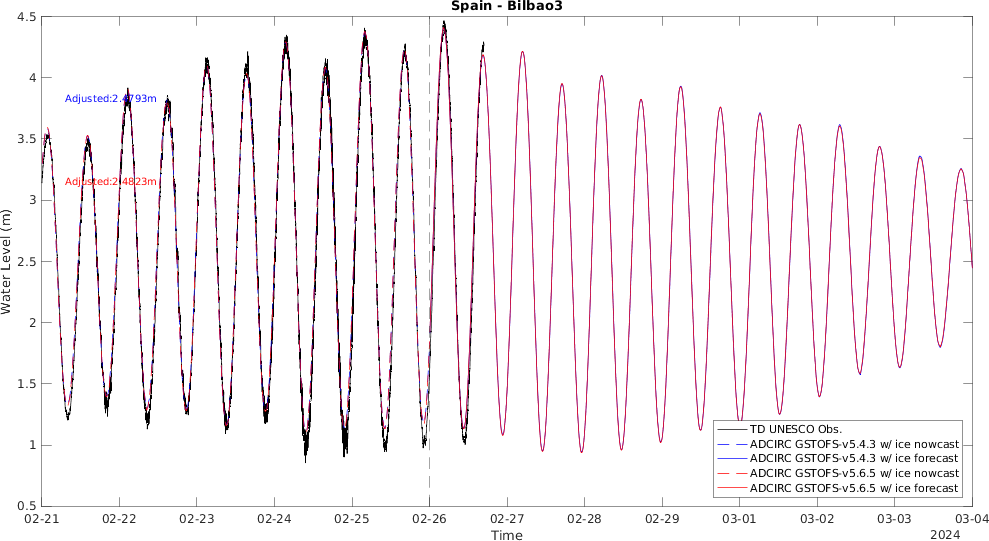 Spain - Bilbao3
4.5
4
3.5
3
2.5
2
1.5
1
0.5
Water Level (m)
Adjusted:2.4793m
Adjusted:2.4823m
TD UNESCO Obs.
ADCIRC GSTOFS-v5.4.3 w/ ice nowcast
ADCIRC GSTOFS-v5.4.3 w/ ice forecast
ADCIRC GSTOFS-v5.6.5 w/ ice nowcast
ADCIRC GSTOFS-v5.6.5 w/ ice forecast
02-21 02-22 02-23 02-24 02-25 02-26 02-27 02-28 02-29 03-01 03-02 03-03 03-04
Time
2024